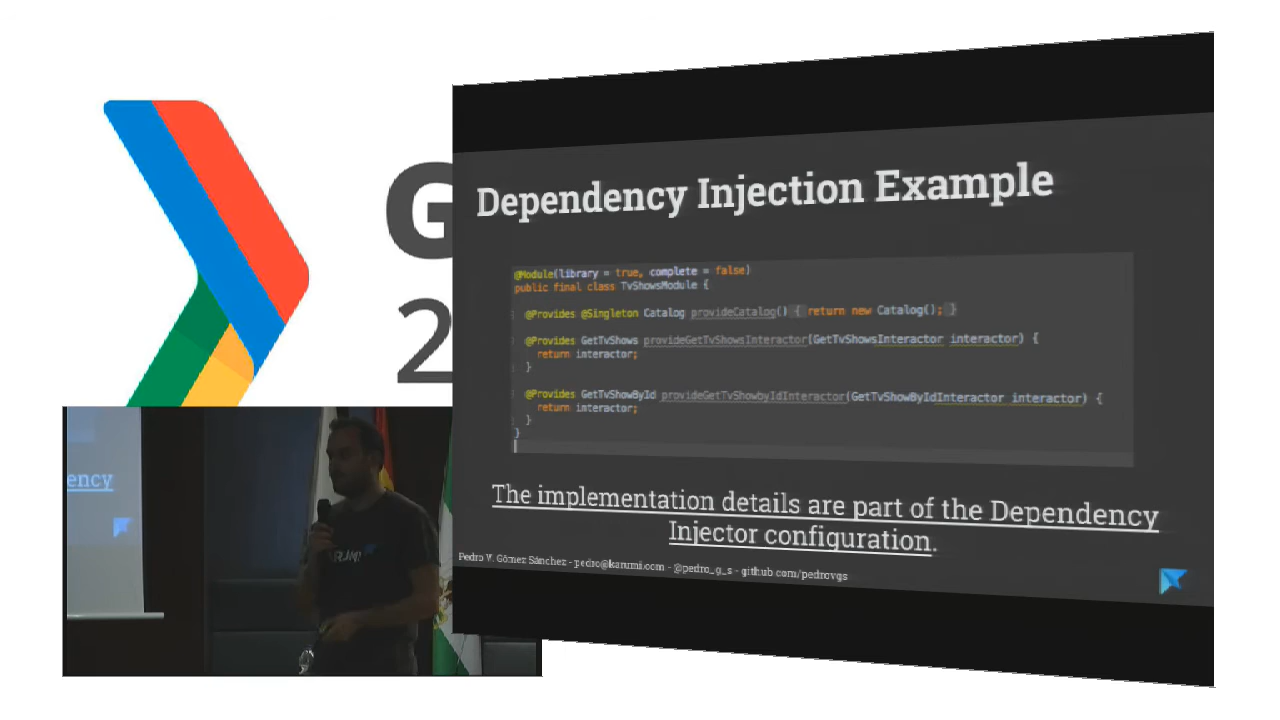 G
2
Dependency Injection Example
@Module(library = true, complete = false)
public final class TvShowsModule {
@Provides @Singleton Catalog provideCatalog() { return new Catalog(); }
@Provides GetTvShows provideGetTvShowsInteractor(GetTvShowsInteractor interactor) {
return interactor;
}
@Provides GetTvShowById provideGetTvShowbyIdInteractor(GetTvShowByIdInteractor interactor) {
return interactor;
}
}
The implementation details are part of the Dependency
Injector configuration.
Pedro V. Gómez Sánchez - pedro@karumi.com - @pedro_g_s - github.com/pedrovgs
ency